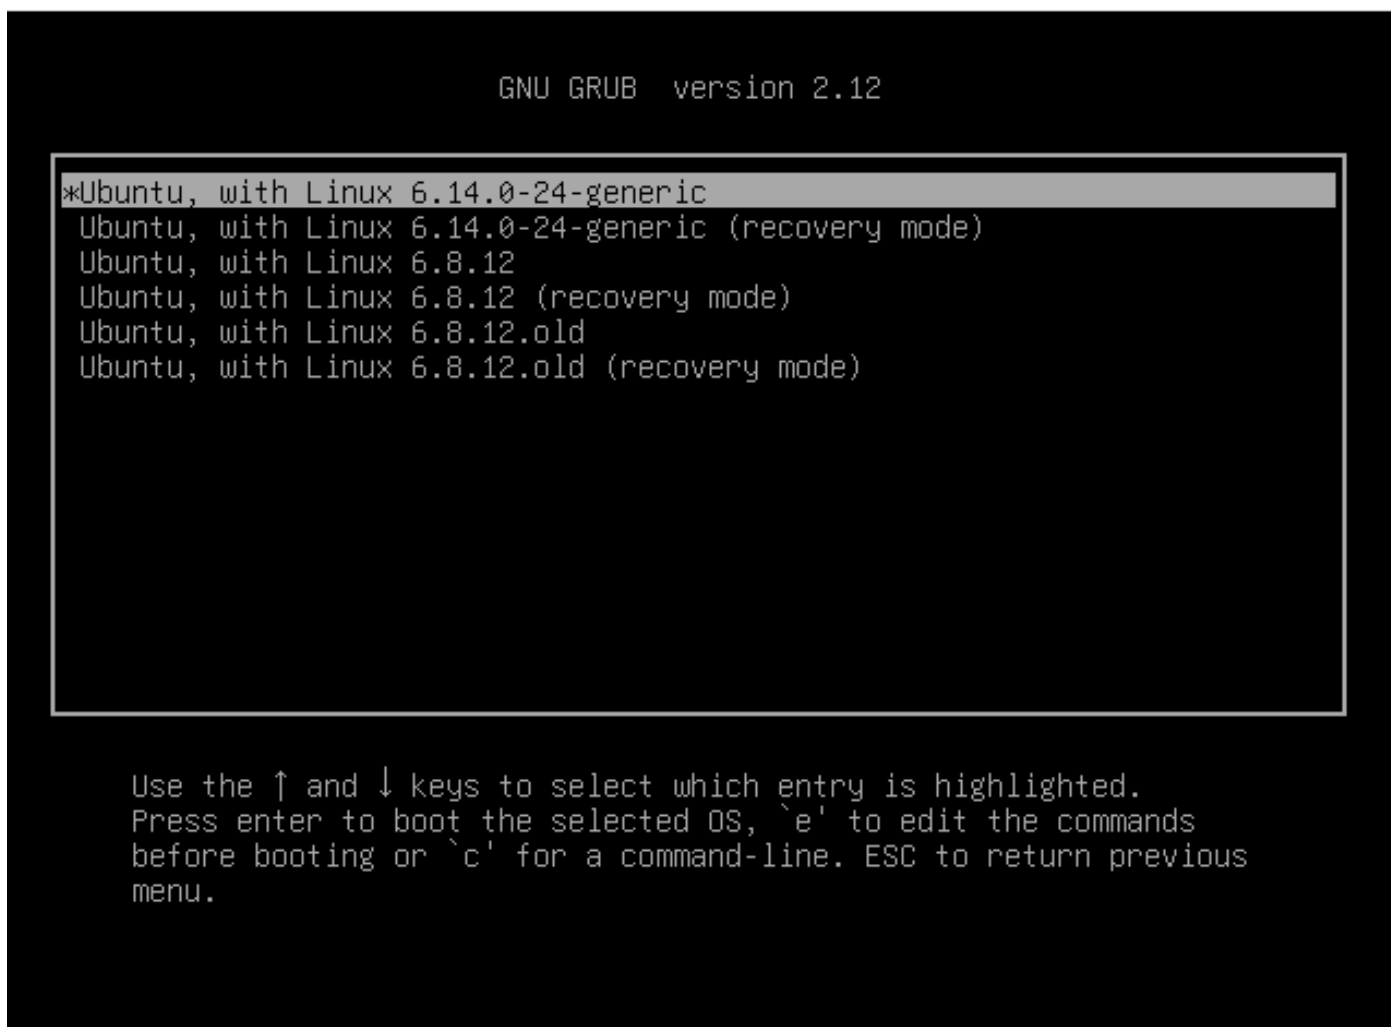 GNU GRUB  version 2.12
*Ubuntu, with Linux 6.14.0-24-generic
Ubuntu, with Linux 6.14.0-24-generic (recovery mode)
Ubuntu, with Linux 6.8.12
Ubuntu, with Linux 6.8.12 (recovery mode)
Ubuntu, with Linux 6.8.12.old
Ubuntu, with Linux 6.8.12.old (recovery mode)
Use the ↑ and ↓ keys to select which entry is highlighted.
Press enter to boot the selected OS, `e' to edit the commands
before booting or `c' for a command-line. ESC to return previous
menu.